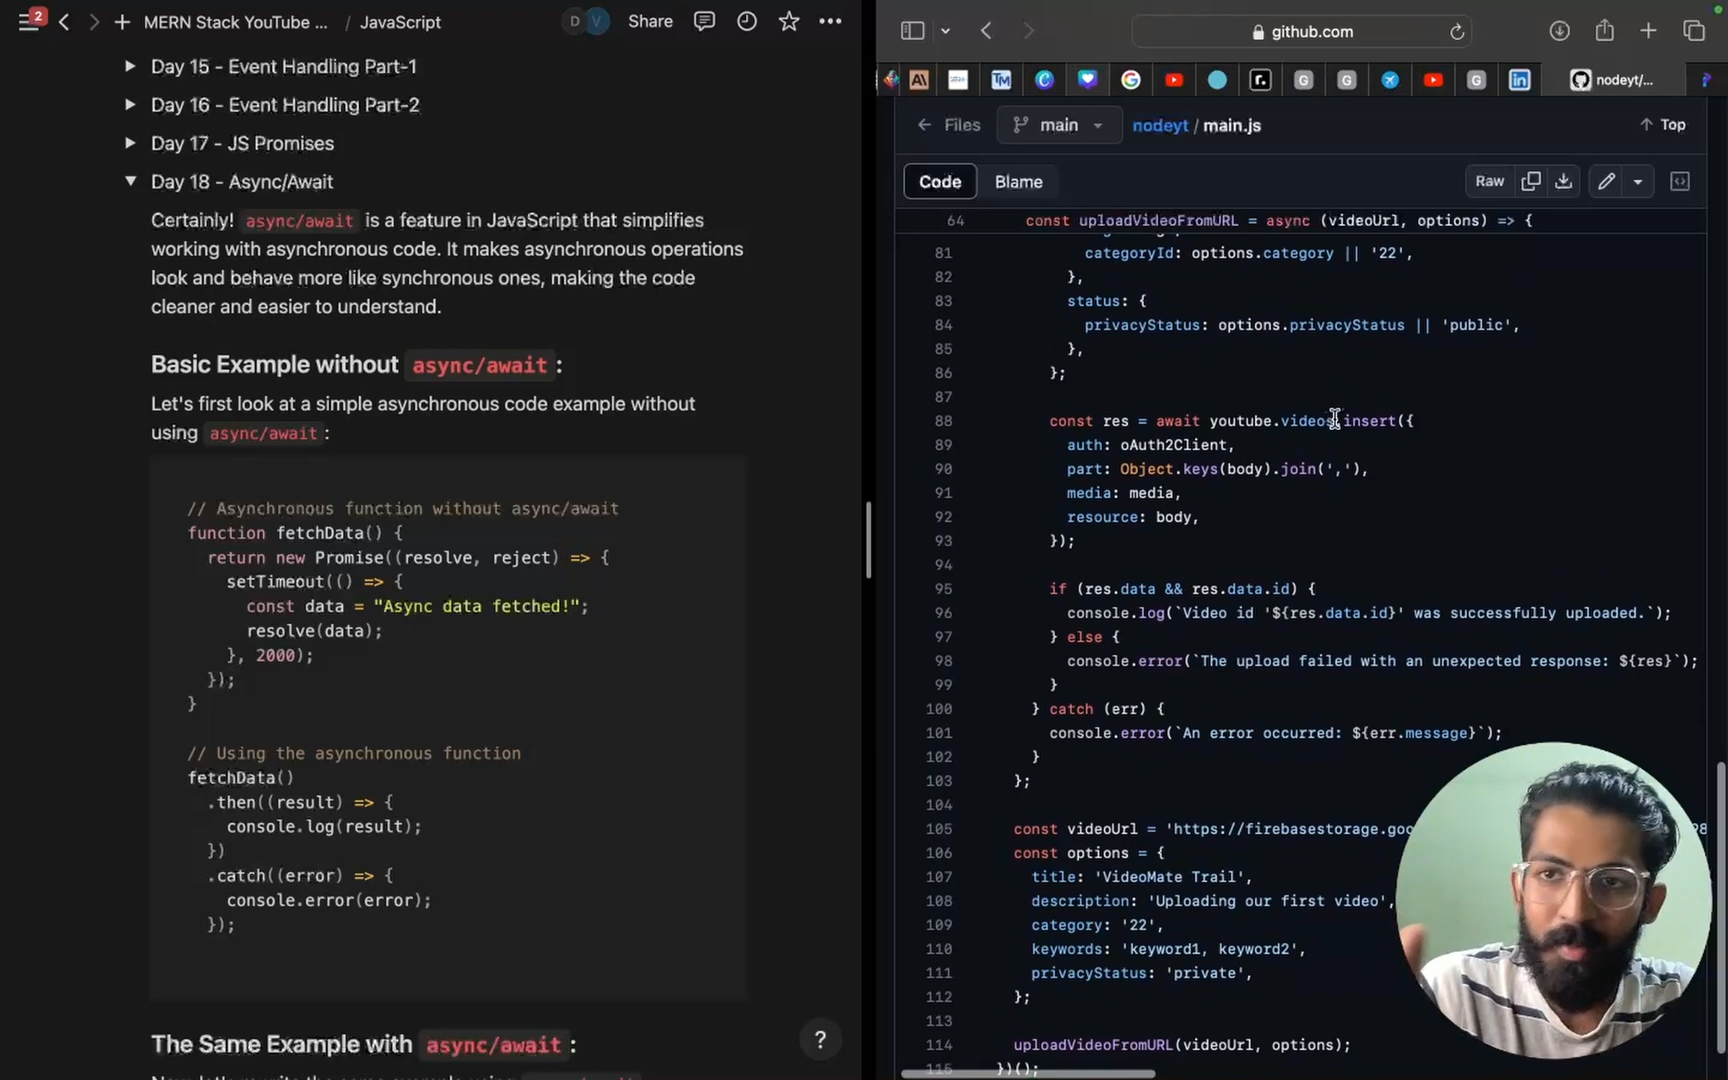 2
MERN Stack YouTube ... / JavaScript
D V Share
Day 15 - Event Handling Part-1
Day 16 - Event Handling Part-2
Day 17 - JS Promises
Day 18 - Async/Await
Certainly! async/await is a feature in JavaScript that simplifies
working with asynchronous code. It makes asynchronous operations
look and behave more like synchronous ones, making the code
cleaner and easier to understand.
Basic Example without async/await :
Let's first look at a simple asynchronous code example without
using async/await :
// Asynchronous function without async/await
function fetchData() {
return new Promise((resolve, reject) => {
setTimeout(() => {
const data = "Async data fetched!";
resolve(data);
}, 2000);
});
}
// Using the asynchronous function
fetchData()
.then((result) => {
console.log(result);
})
.catch((error) => {
console.error(error);
});
The Same Example with async/await :
?
github.com
A\ TM G r. G G G in nodeyt/...
Files main nodeyt / main.js Top
Code Blame Raw
64 const uploadVideoFromURL = async (videoUrl, options) => {
81 categoryId: options.category || '22',
82 },
83 status: {
84 privacyStatus: options.privacyStatus || 'public',
85 },
86 };
87
88 const res = await youtube.videos.insert({
89 auth: oAuth2Client,
90 part: Object.keys(body).join(','),
91 media: media,
92 resource: body,
93 });
94
95 if (res.data && res.data.id) {
96 console.log(`Video id '${res.data.id}' was successfully uploaded.`);
97 } else {
98 console.error(`The upload failed with an unexpected response: ${res}`);
99 }
100 } catch (err) {
101 console.error(`An error occurred: ${err.message}`);
102 }
103 };
104
105 const videoUrl = 'https://firebasestorage.goo 28
106 const options = {
107 title: 'VideoMate Trail',
108 description: 'Uploading our first video',
109 category: '22',
110 keywords: 'keyword1, keyword2',
111 privacyStatus: 'private',
112 };
113
114 uploadVideoFromURL(videoUrl, options);
115 })();